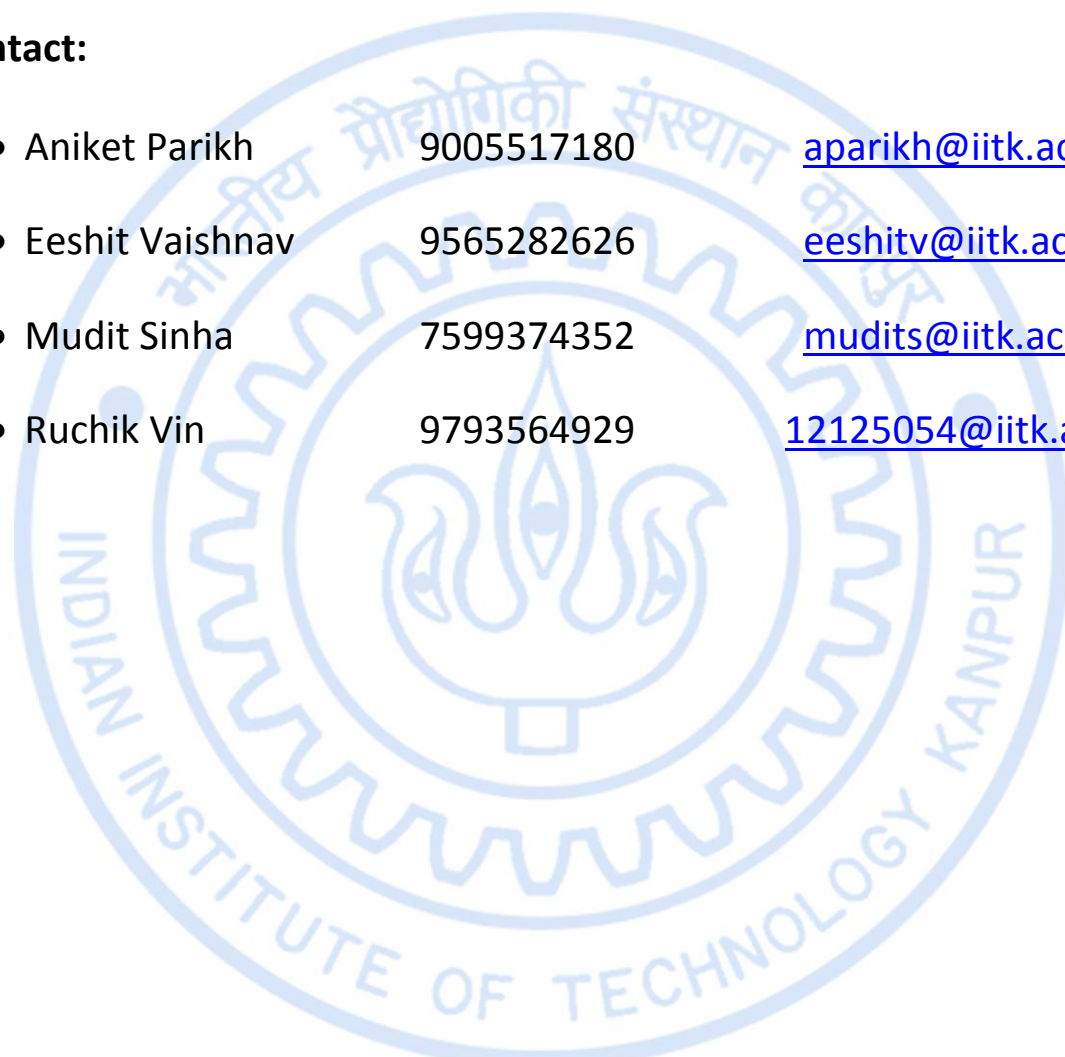 ntact:
• Aniket Parikh 9005517180 aparikh@iitk.ac
• Eeshit Vaishnav 9565282626 eeshitv@iitk.ac
• Mudit Sinha 7599374352 mudits@iitk.ac
• Ruchik Vin 9793564929 12125054@iitk.a
भारतीय प्रौद्योगिकी संस्थान कानपुर
INDIAN INSTITUTE OF TECHNOLOGY KANPUR